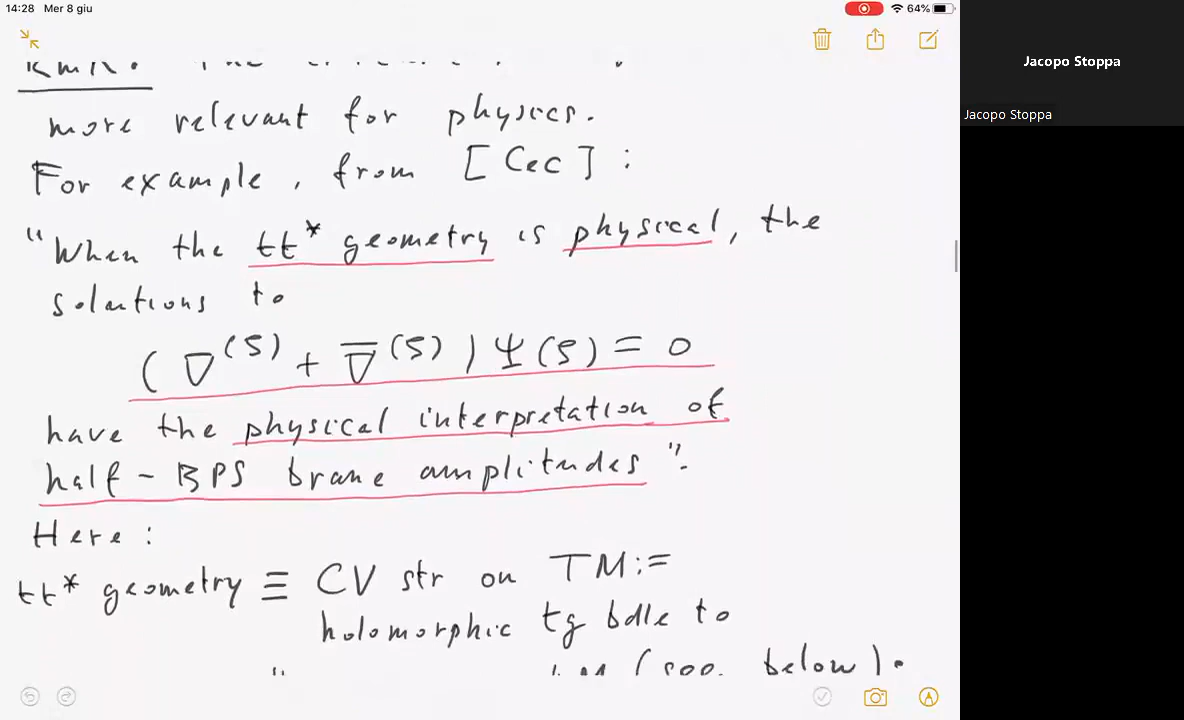 14:28 Mer 8 giu
64%
Jacopo Stoppa
Jacopo Stoppa
more relevant for physics.
For example, from [Cec]:
"When the tt* geometry is physical, the
solutions to
(∇^(ζ) + ∇̅^(ζ)) Ψ(ζ) = 0
have the physical interpretation of
half-BPS brane amplitudes".
Here:
tt* geometry ≡ CV str on TM :=
holomorphic tg bdle to
below).